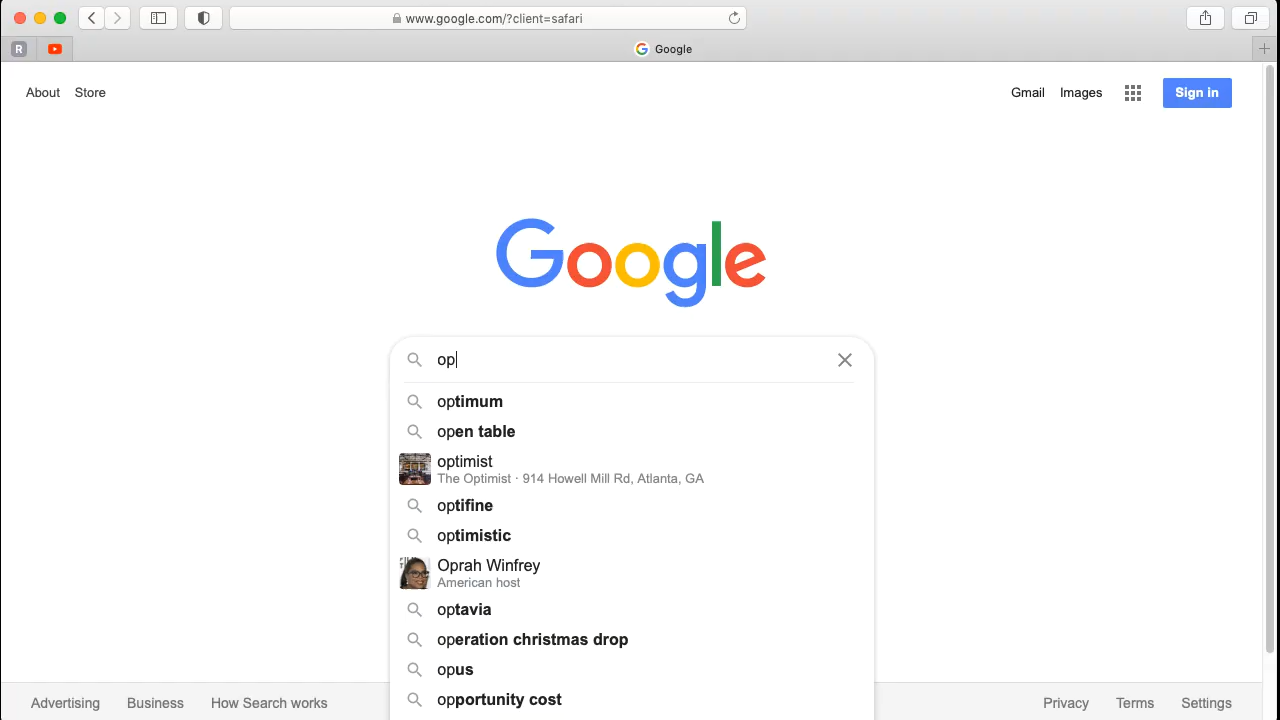 www.google.com/?client=safari
R
Google
About Store
Gmail Images Sign in
Google
op
optimum
open table
optimist
The Optimist · 914 Howell Mill Rd, Atlanta, GA
optifine
optimistic
Oprah Winfrey
American host
optavia
operation christmas drop
opus
opportunity cost
Advertising Business How Search works
Privacy Terms Settings